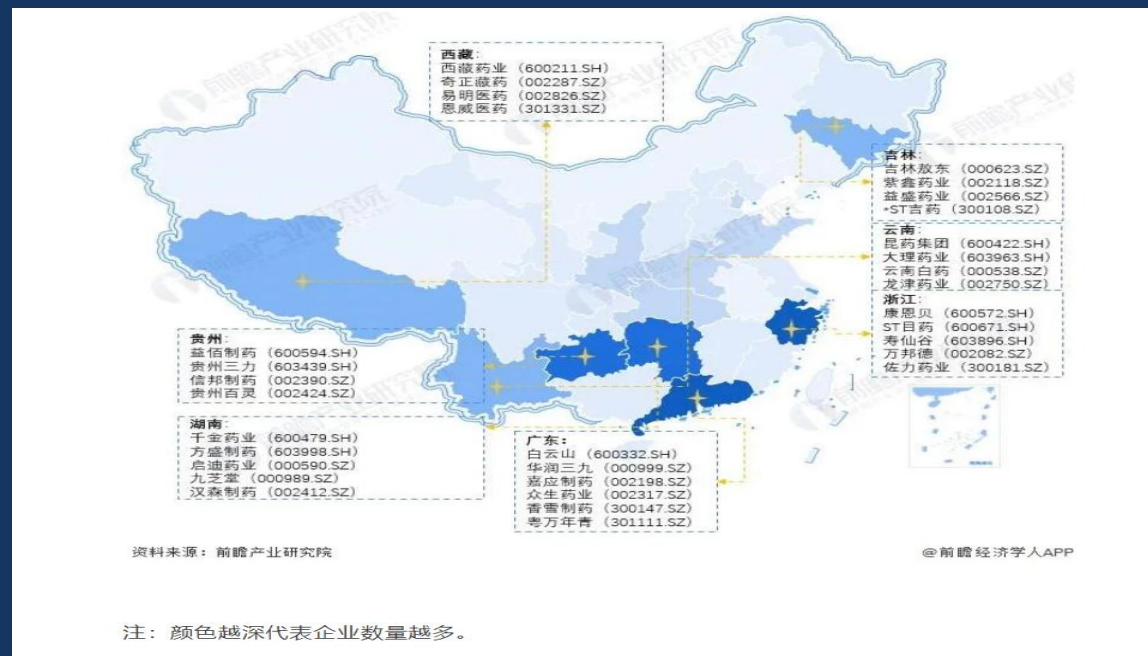 西藏:
西藏药业 (600211.SH)
奇正藏药 (002287.SZ)
易明医药 (002826.SZ)
恩威医药 (301331.SZ)
吉林:
吉林敖东 (000623.SZ)
紫鑫药业 (002118.SZ)
益盛药业 (002566.SZ)
*ST吉药 (300108.SZ)
云南:
昆药集团 (600422.SH)
大理药业 (603963.SH)
云南白药 (000538.SZ)
龙津药业 (002750.SZ)
浙江:
康恩贝 (600572.SH)
ST目药 (600671.SH)
寿仙谷 (603896.SH)
万邦德 (002082.SZ)
佐力药业 (300181.SZ)
贵州:
益佰制药 (600594.SH)
贵州三力 (603439.SH)
信邦制药 (002390.SZ)
贵州百灵 (002424.SZ)
湖南:
千金药业 (600479.SH)
方盛制药 (603998.SH)
启迪药业 (000590.SZ)
九芝堂 (000989.SZ)
汉森制药 (002412.SZ)
广东:
白云山 (600332.SH)
华润三九 (000999.SZ)
嘉应制药 (002198.SZ)
众生药业 (002317.SZ)
香雪制药 (300147.SZ)
粤万年青 (301111.SZ)
资料来源: 前瞻产业研究院
@前瞻经济学人APP
注: 颜色越深代表企业数量越多。